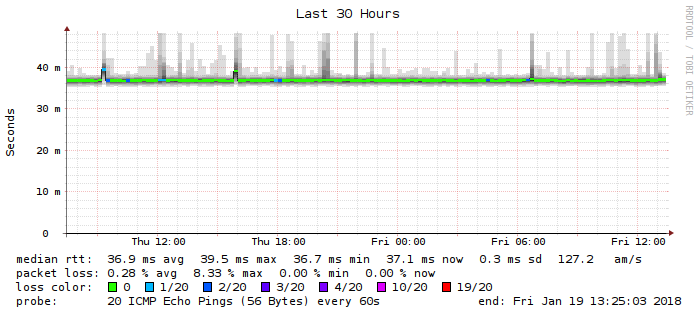 Last 30 Hours
RRDTOOL / TOBI OETIKER
Seconds
40 m
30 m
20 m
10 m
0
Thu 12:00 Thu 18:00 Fri 00:00 Fri 06:00 Fri 12:00
median rtt: 36.9 ms avg 39.5 ms max 36.7 ms min 37.1 ms now 0.3 ms sd 127.2 am/s
packet loss: 0.28 % avg 8.33 % max 0.00 % min 0.00 % now
loss color: 0 1/20 2/20 3/20 4/20 10/20 19/20
probe: 20 ICMP Echo Pings (56 Bytes) every 60s end: Fri Jan 19 13:25:03 2018